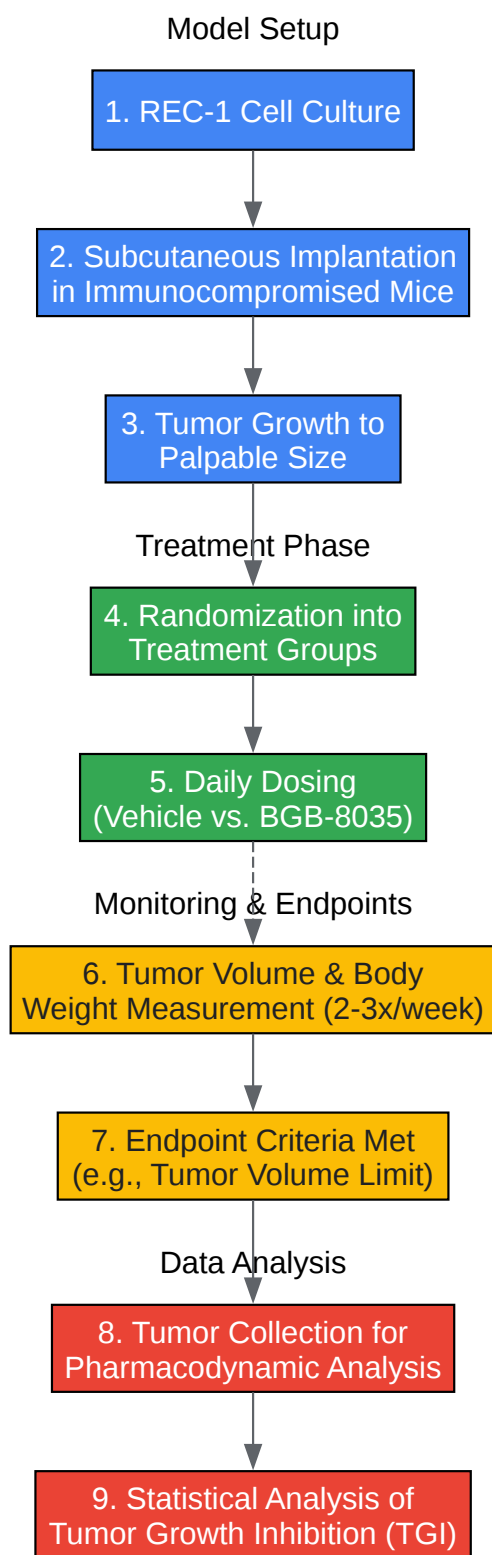 Model Setup
1. REC-1 Cell Culture
2. Subcutaneous Implantation
in Immunocompromised Mice
3. Tumor Growth to
Palpable Size
Treatment Phase
4. Randomization into
Treatment Groups
5. Daily Dosing
(Vehicle vs. BGB-8035)
Monitoring & Endpoints
6. Tumor Volume & Body
Weight Measurement (2-3x/week)
7. Endpoint Criteria Met
(e.g., Tumor Volume Limit)
Data Analysis
8. Tumor Collection for
Pharmacodynamic Analysis
9. Statistical Analysis of
Tumor Growth Inhibition (TGI)